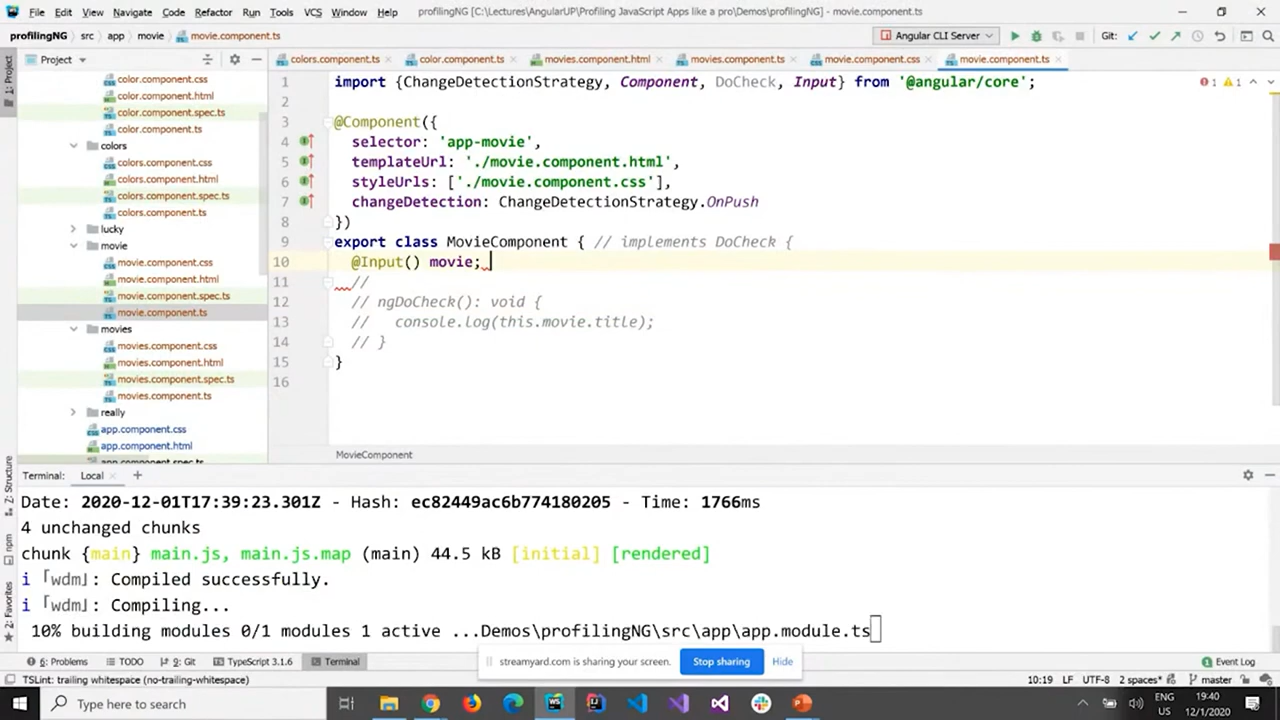 File Edit View Navigate Code Refactor Run Tools VCS Window Help profilingNG [C:\Lectures\AngularUP\Profiling JavaScript Apps like a pro\Demos\profilingNG] - movie.component.ts
profilingNG src app movie movie.component.ts Angular CLI Server Git:
Project
colors.component.ts color.component.ts movies.component.html movies.component.ts movie.component.css movie.component.ts
1: Project
color.component.css
color.component.html
color.component.spec.ts
color.component.ts
colors
colors.component.css
colors.component.html
colors.component.spec.ts
colors.component.ts
lucky
movie
movie.component.css
movie.component.html
movie.component.spec.ts
movie.component.ts
movies
movies.component.css
movies.component.html
movies.component.spec.ts
movies.component.ts
really
app.component.css
app.component.html
app.component.spec.ts
1 import {ChangeDetectionStrategy, Component, DoCheck, Input} from '@angular/core';
1 1
2
3 @Component({
4 selector: 'app-movie',
5 templateUrl: './movie.component.html',
6 styleUrls: ['./movie.component.css'],
7 changeDetection: ChangeDetectionStrategy.OnPush
8 })
9 export class MovieComponent { // implements DoCheck {
10 @Input() movie;
11 //
12 // ngDoCheck(): void {
13 // console.log(this.movie.title);
14 // }
15 }
16
MovieComponent
Z: Structure
npm
2: Favorites
Terminal: Local +
Date: 2020-12-01T17:39:23.301Z - Hash: ec82449ac6b774180205 - Time: 1766ms
4 unchanged chunks
chunk {main} main.js, main.js.map (main) 44.5 kB [initial] [rendered]
i ｢wdm｣: Compiled successfully.
i ｢wdm｣: Compiling...
10% building modules 0/1 modules 1 active ...Demos\profilingNG\src\app\app.module.ts
6: Problems TODO 9: Git TypeScript 3.1.6 Terminal
streamyard.com is sharing your screen. Stop sharing Hide
Event Log
TSLint: trailing whitespace (no-trailing-whitespace)
10:19 LF UTF-8 2 spaces* master
Type here to search
ENG
US
19:40
12/1/2020